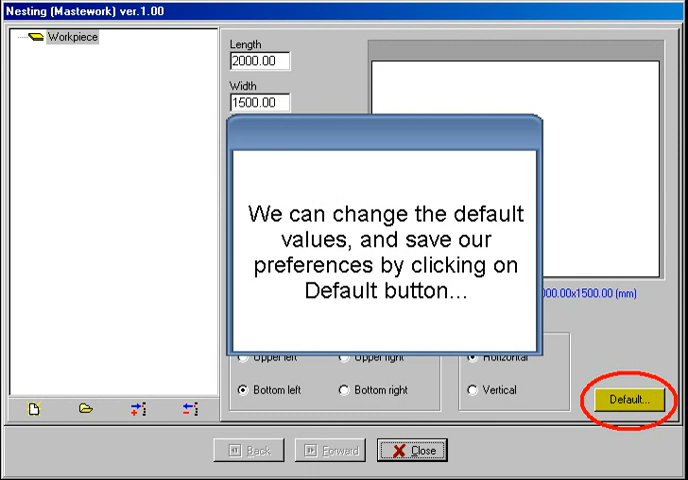 Nesting (Mastework) ver.1.00
Workpiece
Length
2000.00
Width
1500.00
We can change the default
values, and save our
preferences by clicking on
Default button...
000.00x1500.00 (mm)
Upper left
Upper right
Horizontal
Bottom left
Bottom right
Vertical
Default...
Back
Forward
Close